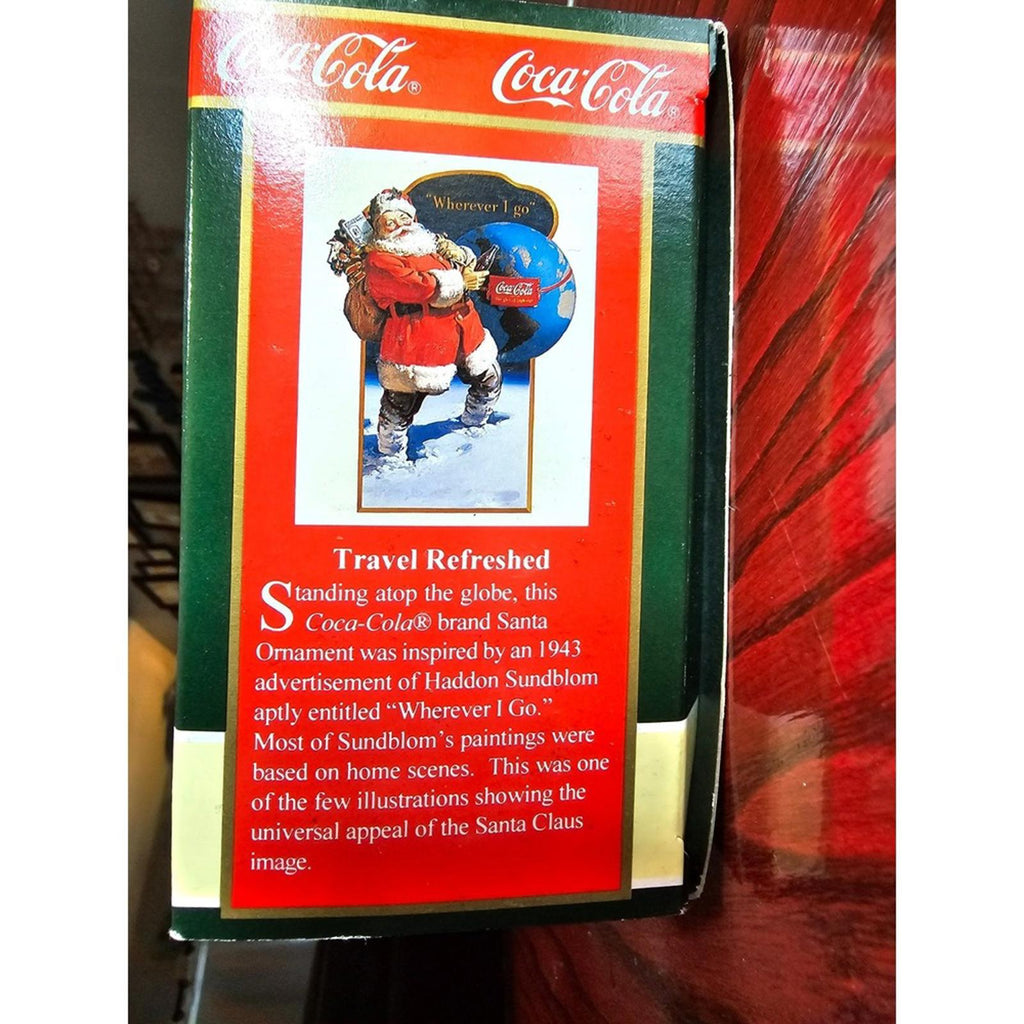 Coca-Cola® Coca-Cola®
"Wherever I go"
Coca-Cola
Travel Refreshed
Standing atop the globe, this
Coca-Cola® brand Santa
Ornament was inspired by an 1943
advertisement of Haddon Sundblom
aptly entitled “Wherever I Go.”
Most of Sundblom’s paintings were
based on home scenes. This was one
of the few illustrations showing the
universal appeal of the Santa Claus
image.